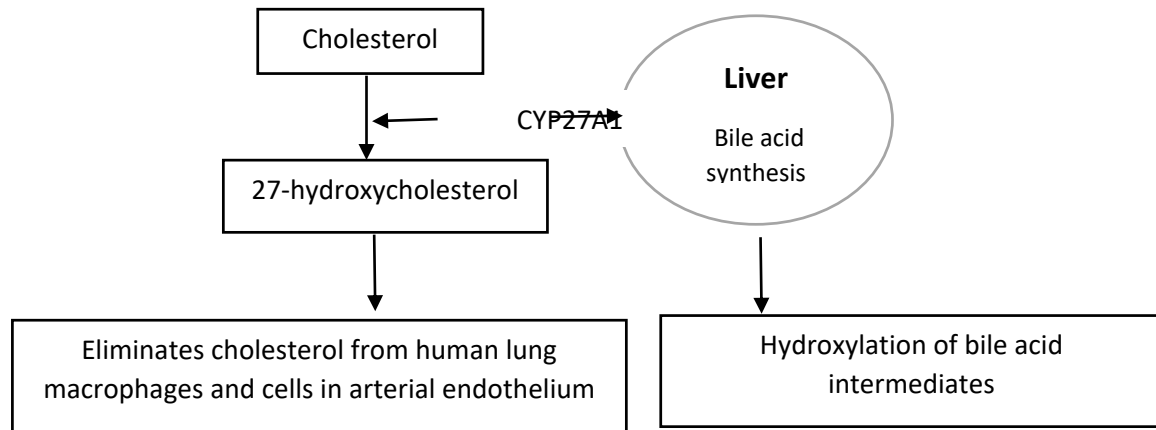 Cholesterol
Liver
CYP27A1
Bile acid
synthesis
27-hydroxycholesterol
Eliminates cholesterol from human lung
macrophages and cells in arterial endothelium
Hydroxylation of bile acid
intermediates